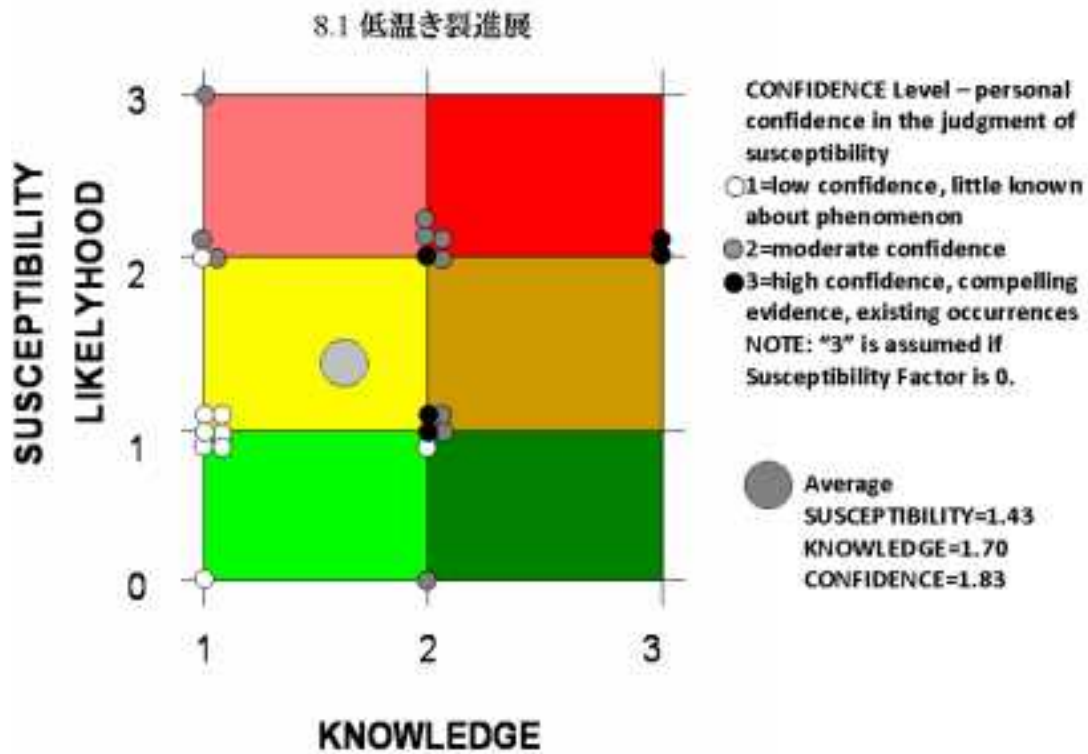 8.1 低温き裂進展
SUSCEPTIBILITY
LIKELYHOOD
3
2
1
0
1
2
3
KNOWLEDGE
CONFIDENCE Level – personal
confidence in the judgment of
susceptibility
1=low confidence, little known
about phenomenon
2=moderate confidence
3=high confidence, compelling
evidence, existing occurrences
NOTE: “3” is assumed if
Susceptibility Factor is 0.
Average
SUSCEPTIBILITY=1.43
KNOWLEDGE=1.70
CONFIDENCE=1.83